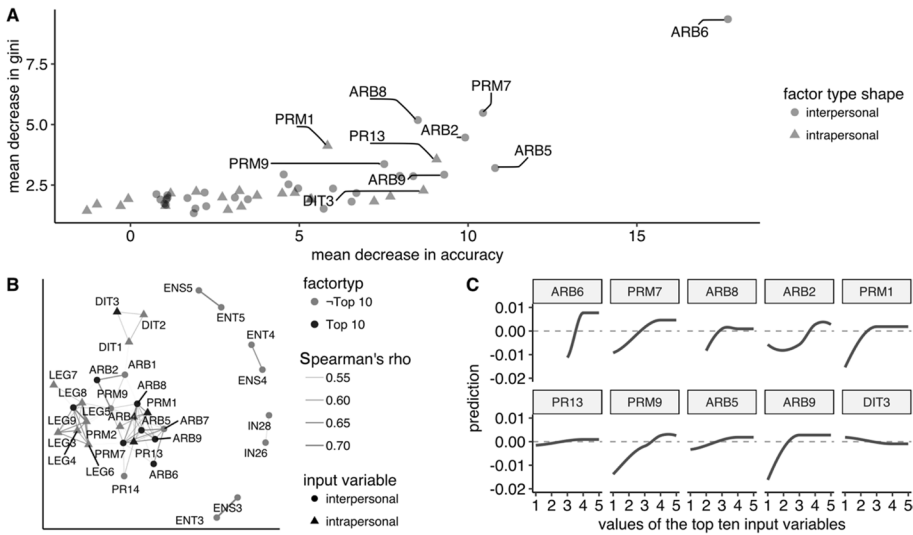 A
mean decrease in gini
7.5
5.0
2.5
ARB6
PRM7
ARB8
PRM1
PR13
ARB2
ARB5
PRM9
ARB9
DIT3
0
5
10
15
mean decrease in accuracy
factor type shape
interpersonal
intrapersonal
B
ENS5
DIT3
DIT2
ENT5
ENT4
DIT1
ARB1
ARB2
LEG7
ENS4
ARB8
LEG8
PRM9
PRM1
LEG5
ARB4
ARB5
ARB7
LEG9
IN28
PRM2
ARB9
LEG3
PRM7
PR13
IN26
LEG4
LEG6
ARB6
PR14
ENS3
ENT3
factortyp
¬Top 10
Top 10
Spearman's rho
0.55
0.60
0.65
0.70
input variable
interpersonal
intrapersonal
C
ARB6 PRM7 ARB8 ARB2 PRM1
0.01
0.00
-0.01
-0.02
prediction
PR13 PRM9 ARB5 ARB9 DIT3
0.01
0.00
-0.01
-0.02
1 2 3 4 5 1 2 3 4 5 1 2 3 4 5 1 2 3 4 5 1 2 3 4 5
values of the top ten input variables